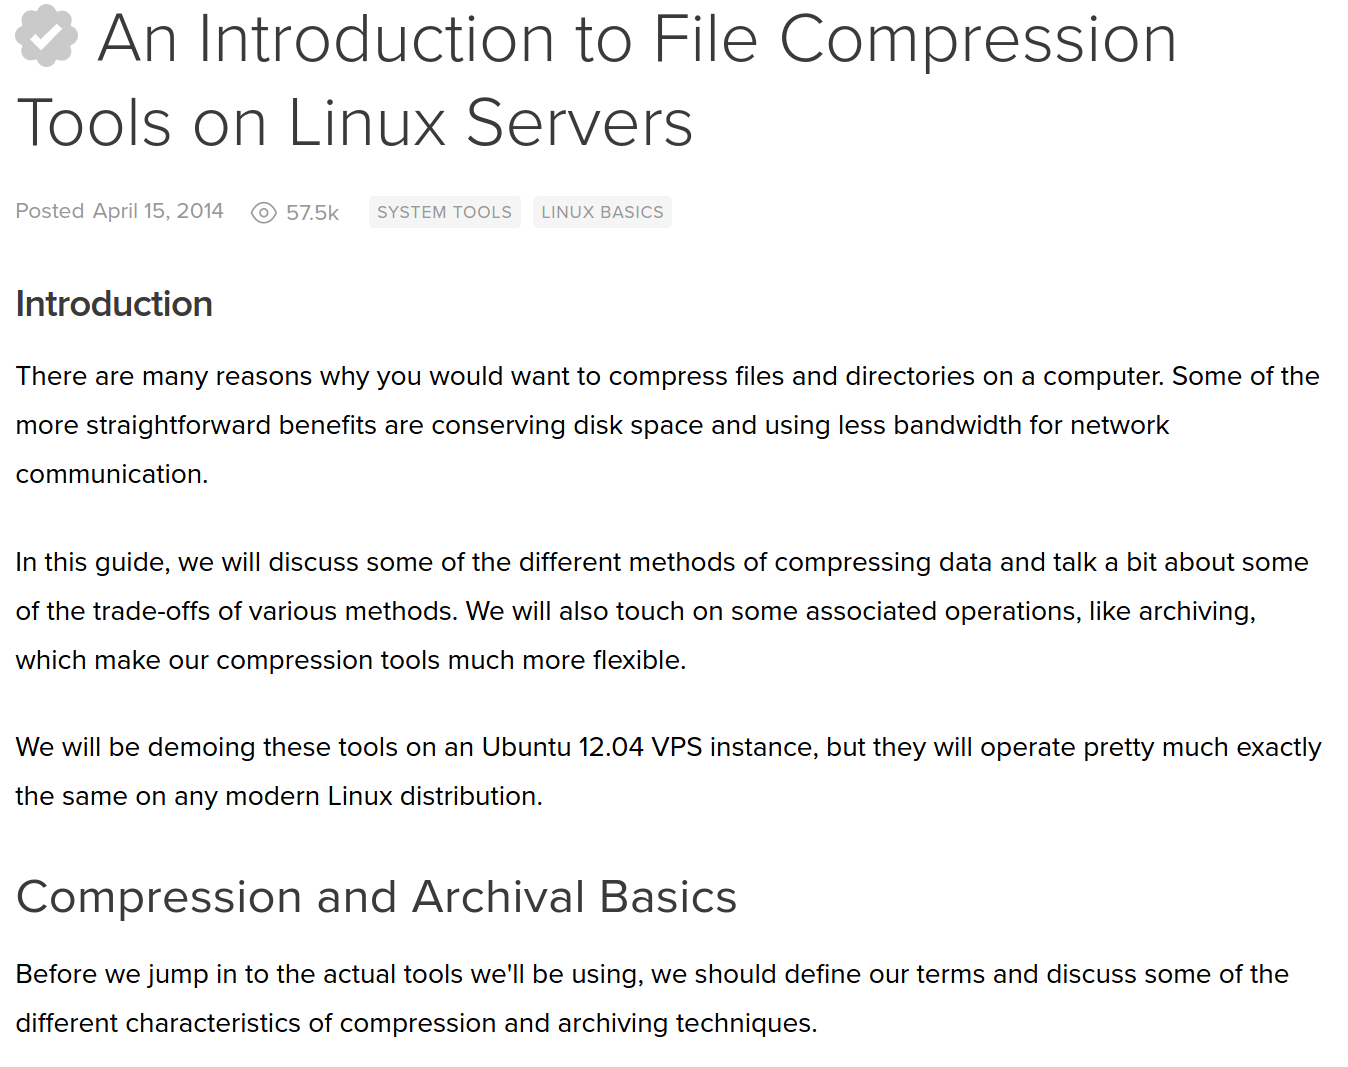 An Introduction to File Compression
Tools on Linux Servers
Posted April 15, 2014 57.5k SYSTEM TOOLS LINUX BASICS
Introduction
There are many reasons why you would want to compress files and directories on a computer. Some of the
more straightforward benefits are conserving disk space and using less bandwidth for network
communication.
In this guide, we will discuss some of the different methods of compressing data and talk a bit about some
of the trade-offs of various methods. We will also touch on some associated operations, like archiving,
which make our compression tools much more flexible.
We will be demoing these tools on an Ubuntu 12.04 VPS instance, but they will operate pretty much exactly
the same on any modern Linux distribution.
Compression and Archival Basics
Before we jump in to the actual tools we'll be using, we should define our terms and discuss some of the
different characteristics of compression and archiving techniques.